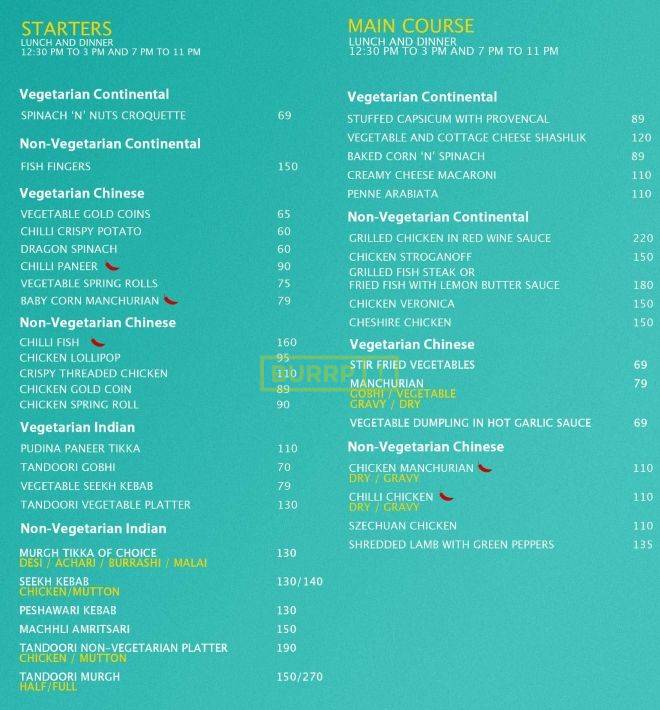 STARTERS
LUNCH AND DINNER
12:30 PM TO 3 PM AND 7 PM TO 11 PM
Vegetarian Continental
SPINACH 'N' NUTS CROQUETTE 69
Non-Vegetarian Continental
FISH FINGERS 150
Vegetarian Chinese
VEGETABLE GOLD COINS 65
CHILLI CRISPY POTATO 60
DRAGON SPINACH 60
CHILLI PANEER 90
VEGETABLE SPRING ROLLS 75
BABY CORN MANCHURIAN 79
Non-Vegetarian Chinese
CHILLI FISH 160
CHICKEN LOLLIPOP 95
CRISPY THREADED CHICKEN 110
CHICKEN GOLD COIN 89
CHICKEN SPRING ROLL 90
Vegetarian Indian
PUDINA PANEER TIKKA 110
TANDOORI GOBHI 70
VEGETABLE SEEKH KEBAB 79
TANDOORI VEGETABLE PLATTER 130
Non-Vegetarian Indian
MURGH TIKKA OF CHOICE 130
DESI / ACHARI / BURRASHI / MALAI
SEEKH KEBAB 130/140
CHICKEN/MUTTON
PESHAWARI KEBAB 130
MACHHLI AMRITSARI 150
TANDOORI NON-VEGETARIAN PLATTER 190
CHICKEN / MUTTON
TANDOORI MURGH 150/270
HALF/FULL
MAIN COURSE
LUNCH AND DINNER
12:30 PM TO 3 PM AND 7 PM TO 11 PM
Vegetarian Continental
STUFFED CAPSICUM WITH PROVENCAL 89
VEGETABLE AND COTTAGE CHEESE SHASHLIK 120
BAKED CORN 'N' SPINACH 89
CREAMY CHEESE MACARONI 110
PENNE ARABIATA 110
Non-Vegetarian Continental
GRILLED CHICKEN IN RED WINE SAUCE 220
CHICKEN STROGANOFF 150
GRILLED FISH STEAK OR
FRIED FISH WITH LEMON BUTTER SAUCE 180
CHICKEN VERONICA 150
CHESHIRE CHICKEN 150
Vegetarian Chinese
STIR FRIED VEGETABLES 69
MANCHURIAN 79
GOBHI / VEGETABLE
GRAVY / DRY
VEGETABLE DUMPLING IN HOT GARLIC SAUCE 69
Non-Vegetarian Chinese
CHICKEN MANCHURIAN 110
DRY / GRAVY
CHILLI CHICKEN 110
DRY / GRAVY
SZECHUAN CHICKEN 110
SHREDDED LAMB WITH GREEN PEPPERS 135
BURRP!